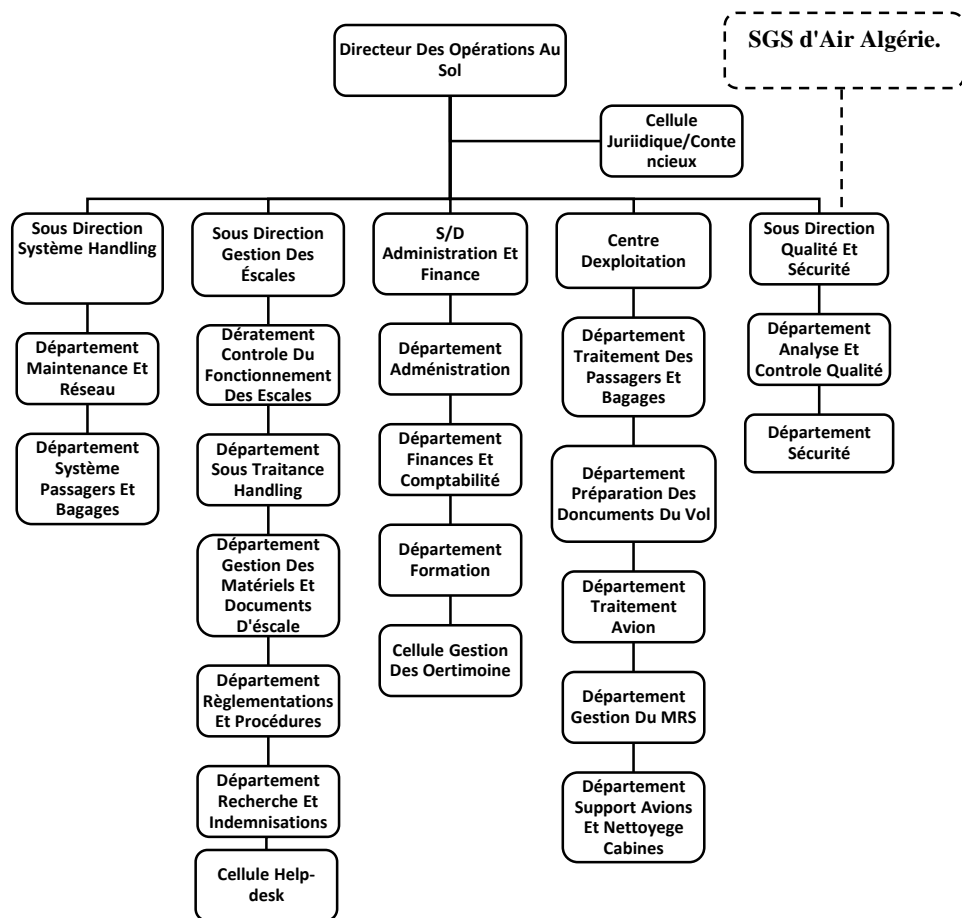 Directeur Des Opérations Au
Sol
SGS d'Air Algérie.
Cellule
Juriidique/Conte
ncieux
Sous Direction
Système Handling
Département
Maintenance Et
Réseau
Département
Système
Passagers Et
Bagages
Sous Direction
Gestion Des
Éscales
Dératement
Controle Du
Fonctionnement
Des Escales
Département
Sous Traitance
Handling
Département
Gestion Des
Matériels Et
Documents
D'éscale
Département
Règlementations
Et Procédures
Département
Recherche Et
Indemnisations
Cellule Help-
desk
S/D
Administration Et
Finance
Département
Adménistration
Département
Finances Et
Comptabilité
Département
Formation
Cellule Gestion
Des Oertimoine
Centre
Dexploitation
Département
Traitement Des
Passagers Et
Bagages
Département
Préparation Des
Doncuments Du Vol
Département
Traitement
Avion
Département
Gestion Du MRS
Département
Support Avions
Et Nettoyege
Cabines
Sous Direction
Qualité Et
Sécurité
Département
Analyse Et
Controle Qualité
Département
Sécurité